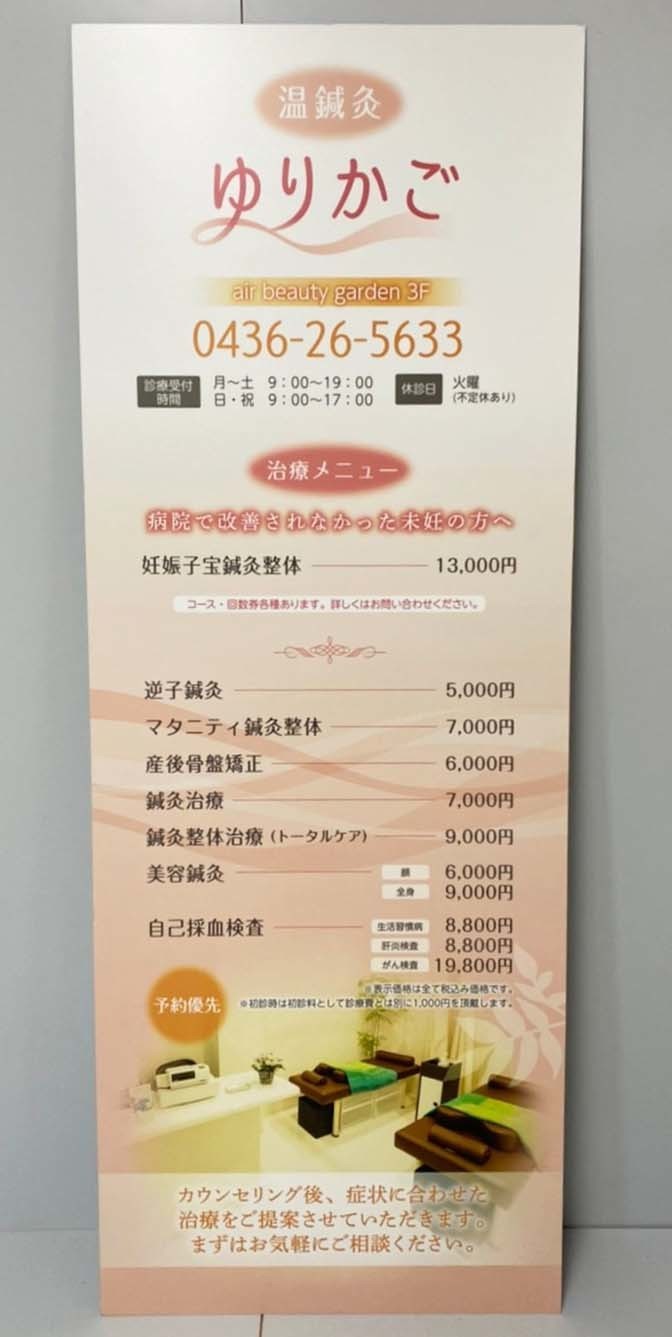 温鍼灸
ゆりかご
air beauty garden 3F
0436-26-5633
診療受付時間 月〜土 9:00〜19:00 休診日 火曜
日・祝 9:00〜17:00 (不定休あり)
治療メニュー
病院で改善されなかった未妊の方へ
妊娠子宝鍼灸整体 13,000円
コース・回数券各種あります。詳しくはお問い合わせください。
逆子鍼灸 5,000円
マタニティ鍼灸整体 7,000円
産後骨盤矯正 6,000円
鍼灸治療 7,000円
鍼灸整体治療 (トータルケア) 9,000円
美容鍼灸 顔 6,000円
全身 9,000円
自己採血検査 生活習慣病 8,800円
肝炎検査 8,800円
がん検査 19,800円
※表示価格は全て税込み価格です。
予約優先 ※初診時は初診料として診療費とは別に1,000円を頂戴します。
カウンセリング後、症状に合わせた
治療をご提案させていただきます。
まずはお気軽にご相談ください。